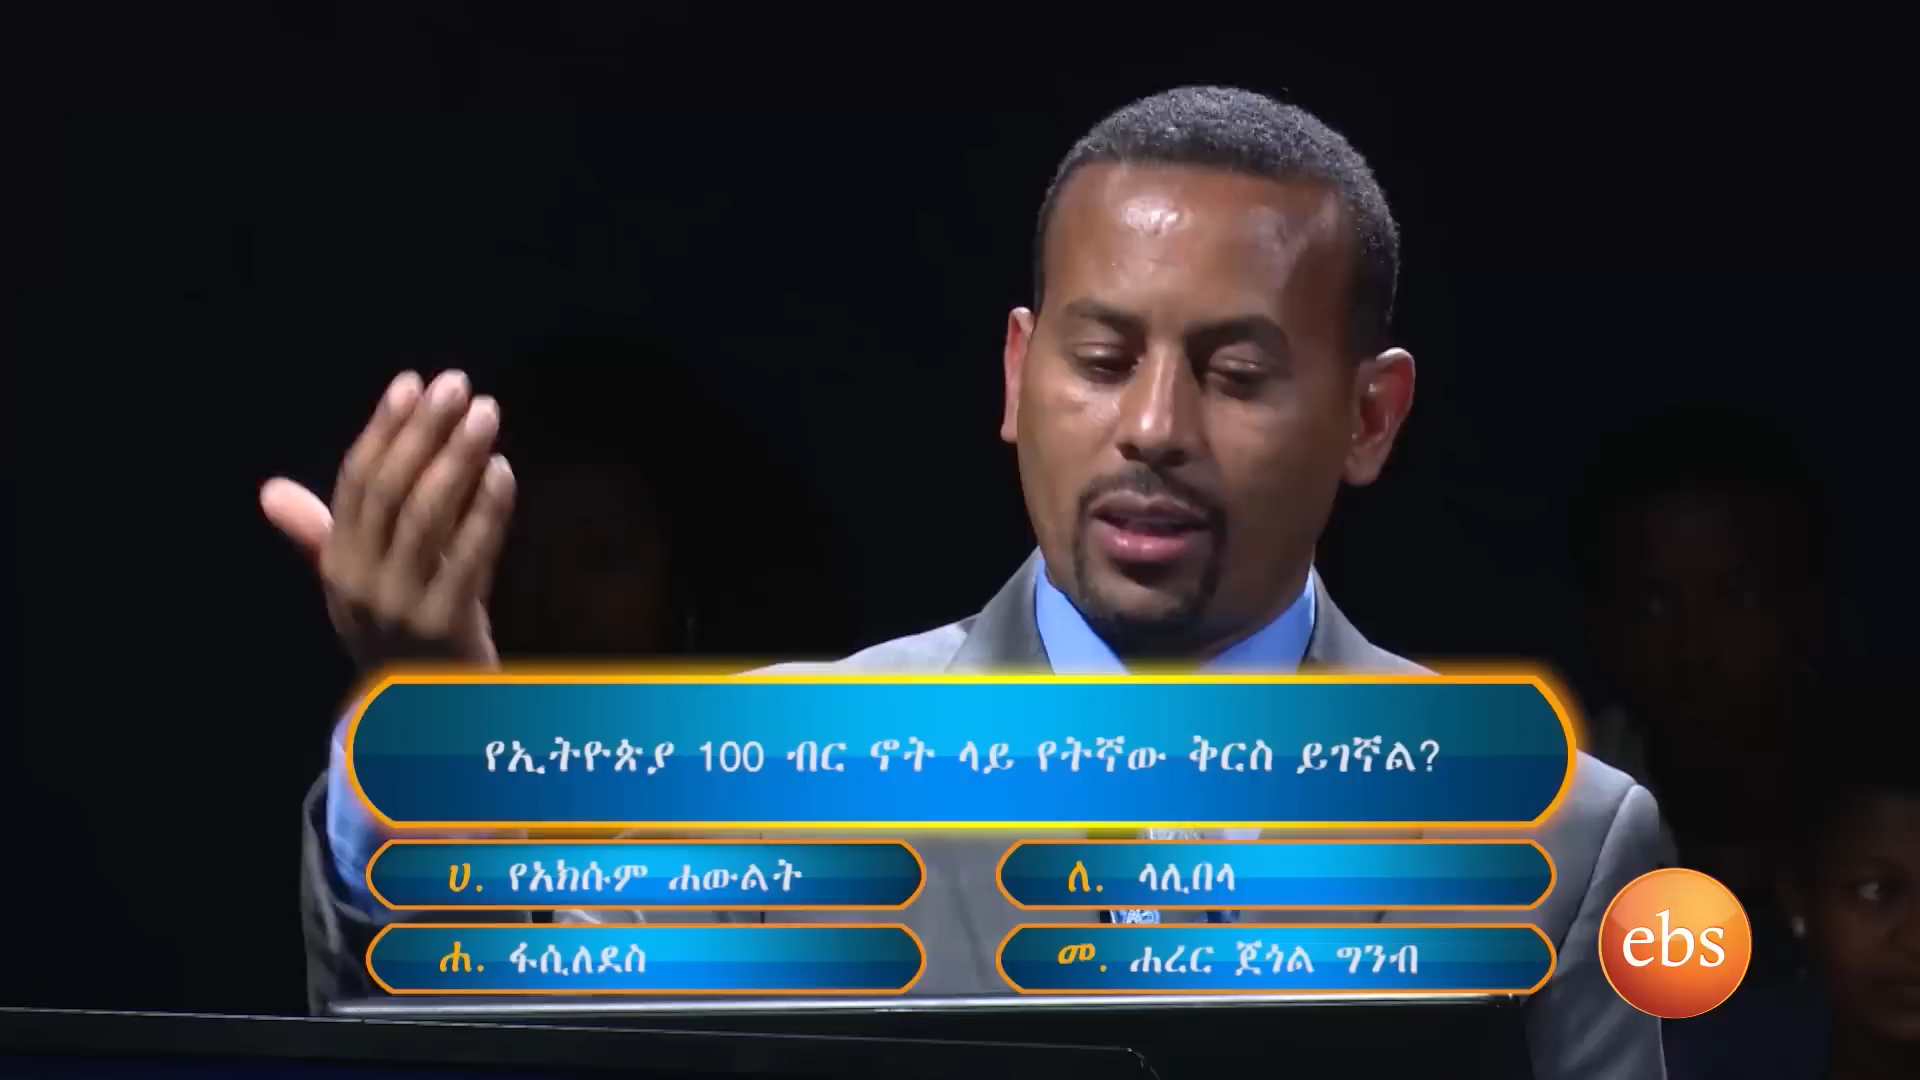 የኢትዮጵያ 100 ብር ኖት ላይ የትኛው ቅርስ ይገኛል?
ሀ. የአክሱም ሐውልት
ለ. ላሊበላ
ሐ. ፋሲለደስ
መ. ሐረር ጀጎል ግንብ
ebs